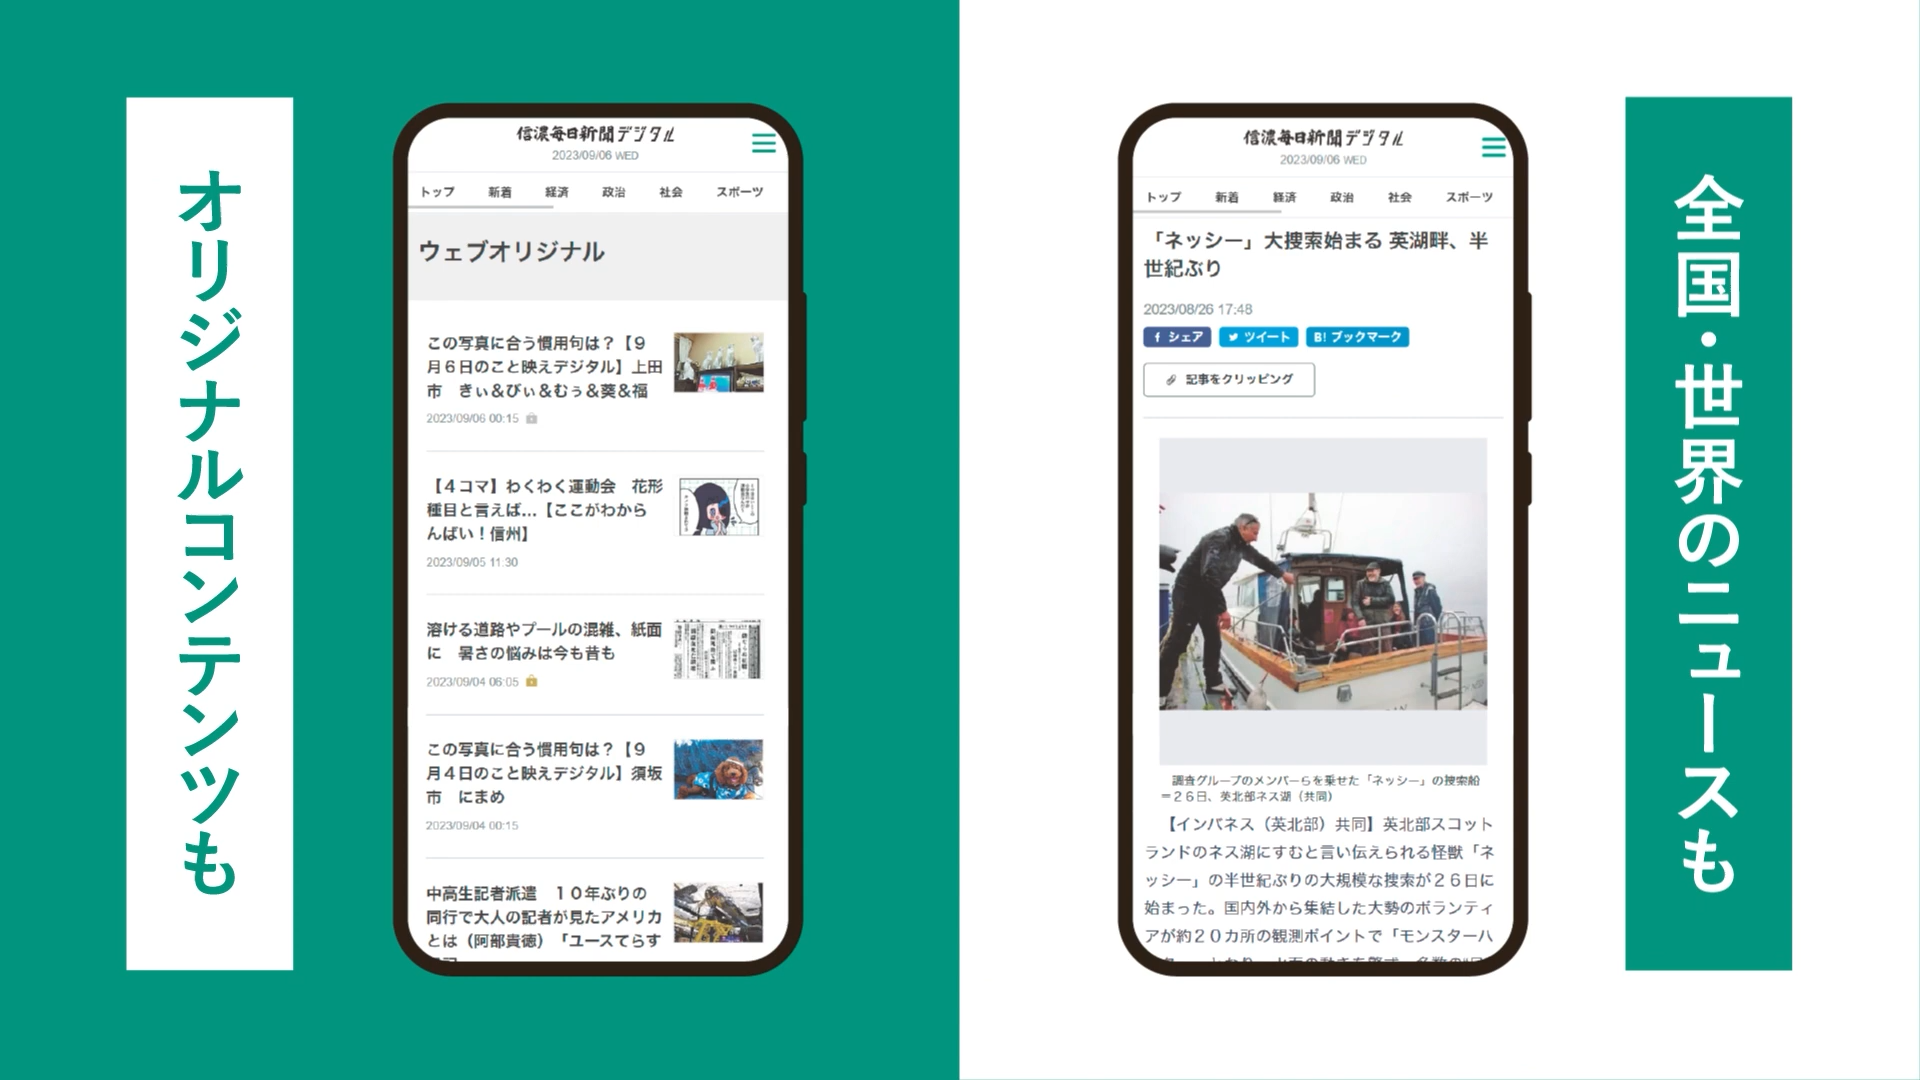 オリジナルコンテンツも
信濃毎日新聞デジタル
2023/09/06 WED
トップ 新着 経済 政治 社会 スポーツ
ウェブオリジナル
この写真に合う慣用句は？【９
月６日のこと映えデジタル】上田
市　きぃ＆びぃ＆むぅ＆葵＆福
2023/09/06 00:15
【４コマ】わくわく運動会　花形
種目と言えば…【ここがわから
んばい！信州】
2023/09/05 11:30
溶ける道路やプールの混雑、紙面
に　暑さの悩みは今も昔も
2023/09/04 06:05
この写真に合う慣用句は？【９
月４日のこと映えデジタル】須坂
市　にまめ
2023/09/04 00:15
中高生記者派遣　１０年ぶりの
同行で大人の記者が見たアメリカ
とは（阿部貴徳）「ユースてらす
信濃毎日新聞デジタル
2023/09/06 WED
トップ 新着 経済 政治 社会 スポーツ
「ネッシー」大捜索始まる 英湖畔、半
世紀ぶり
2023/08/26 17:48
f シェア ツイート B! ブックマーク
記事をクリッピング
調査グループのメンバーらを乗せた「ネッシー」の捜索船
＝２６日、英北部ネス湖（共同）
【インバネス（英北部）共同】英北部スコット
ランドのネス湖にすむと言い伝えられる怪獣「ネ
ッシー」の半世紀ぶりの大規模な捜索が２６日に
始まった。国内外から集結した大勢のボランティ
アが約２０カ所の観測ポイントで「モンスターハ
全国・世界のニュースも